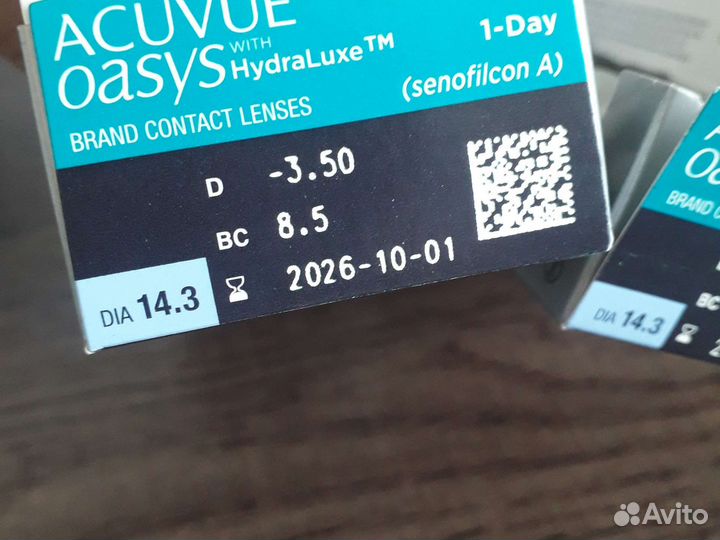 ACUVUE
oasys WITH HydraLuxe™ 1-Day
(senofilcon A)
BRAND CONTACT LENSES
D -3.50
BC 8.5
2026-10-01
DIA 14.3
BRAND
BC
DIA 14.3
Avito